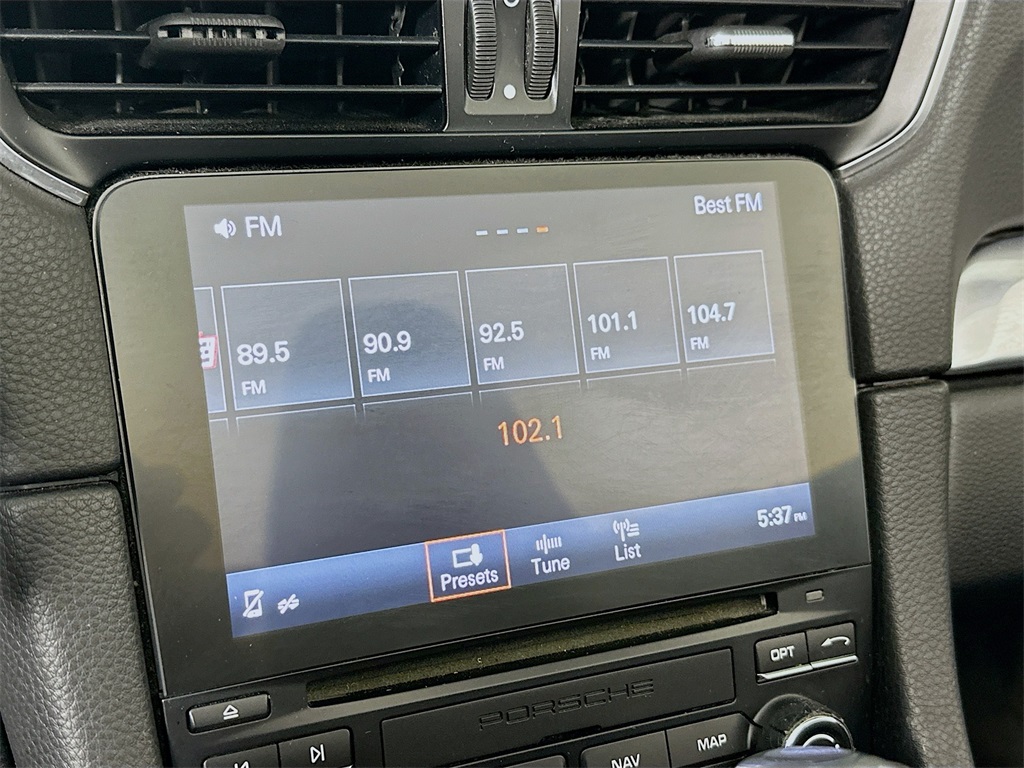 FM
Best FM
89.5
FM
90.9
FM
92.5
FM
101.1
FM
104.7
FM
102.1
Presets
Tune
List
5:37 PM
OPT
PORSCHE
NAV
MAP